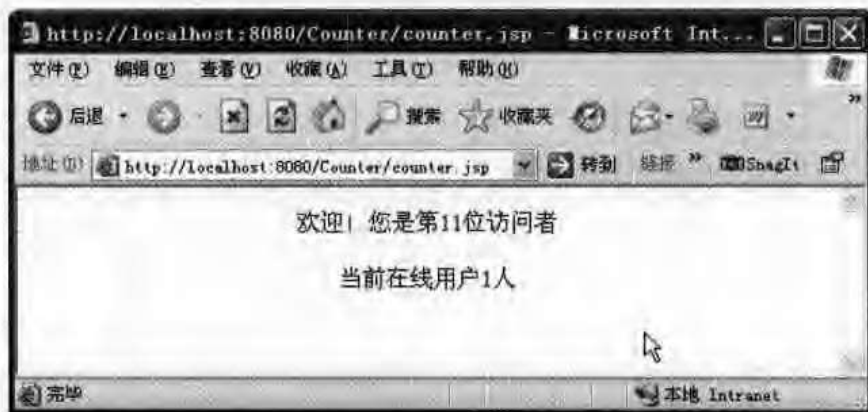 http://localhost:8080/Counter/counter.jsp - Microsoft Int...
文件(F) 编辑(E) 查看(V) 收藏(A) 工具(T) 帮助(H)
后退 搜索 收藏夹 »
地址(D) http://localhost:8080/Counter/counter.jsp 转到 链接 » SnagIt
欢迎！您是第11位访问者
当前在线用户1人
完毕 本地 Intranet